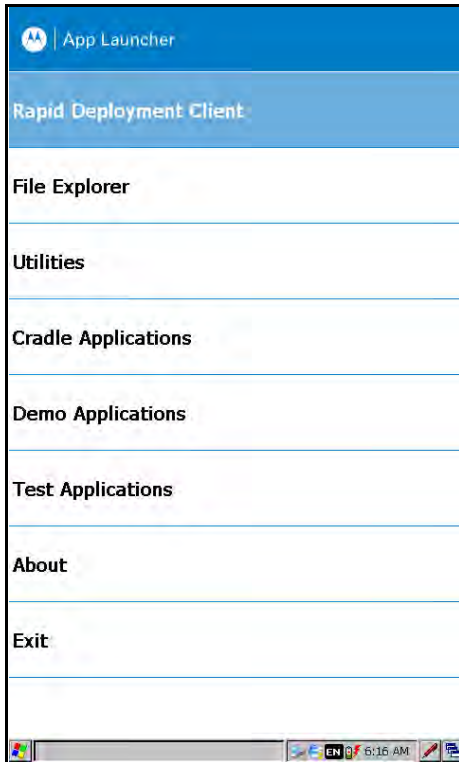 App Launcher
Rapid Deployment Client
File Explorer
Utilities
Cradle Applications
Demo Applications
Test Applications
About
Exit
EN 6:16 AM